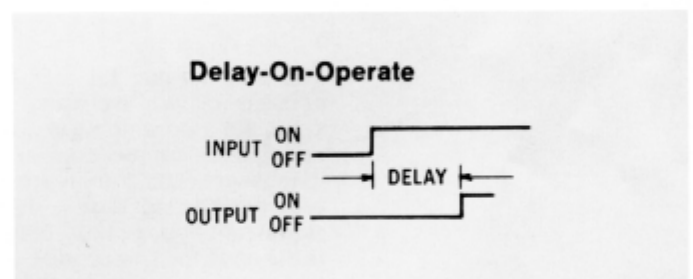 Delay-On-Operate
INPUT ON
OFF
DELAY
OUTPUT ON
OFF